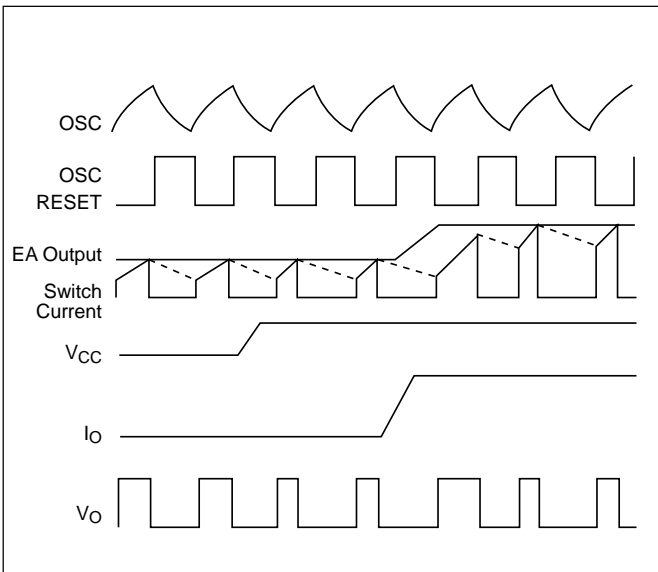 OSC
OSC
RESET
EA Output
Switch
Current
VCC
IO
VO